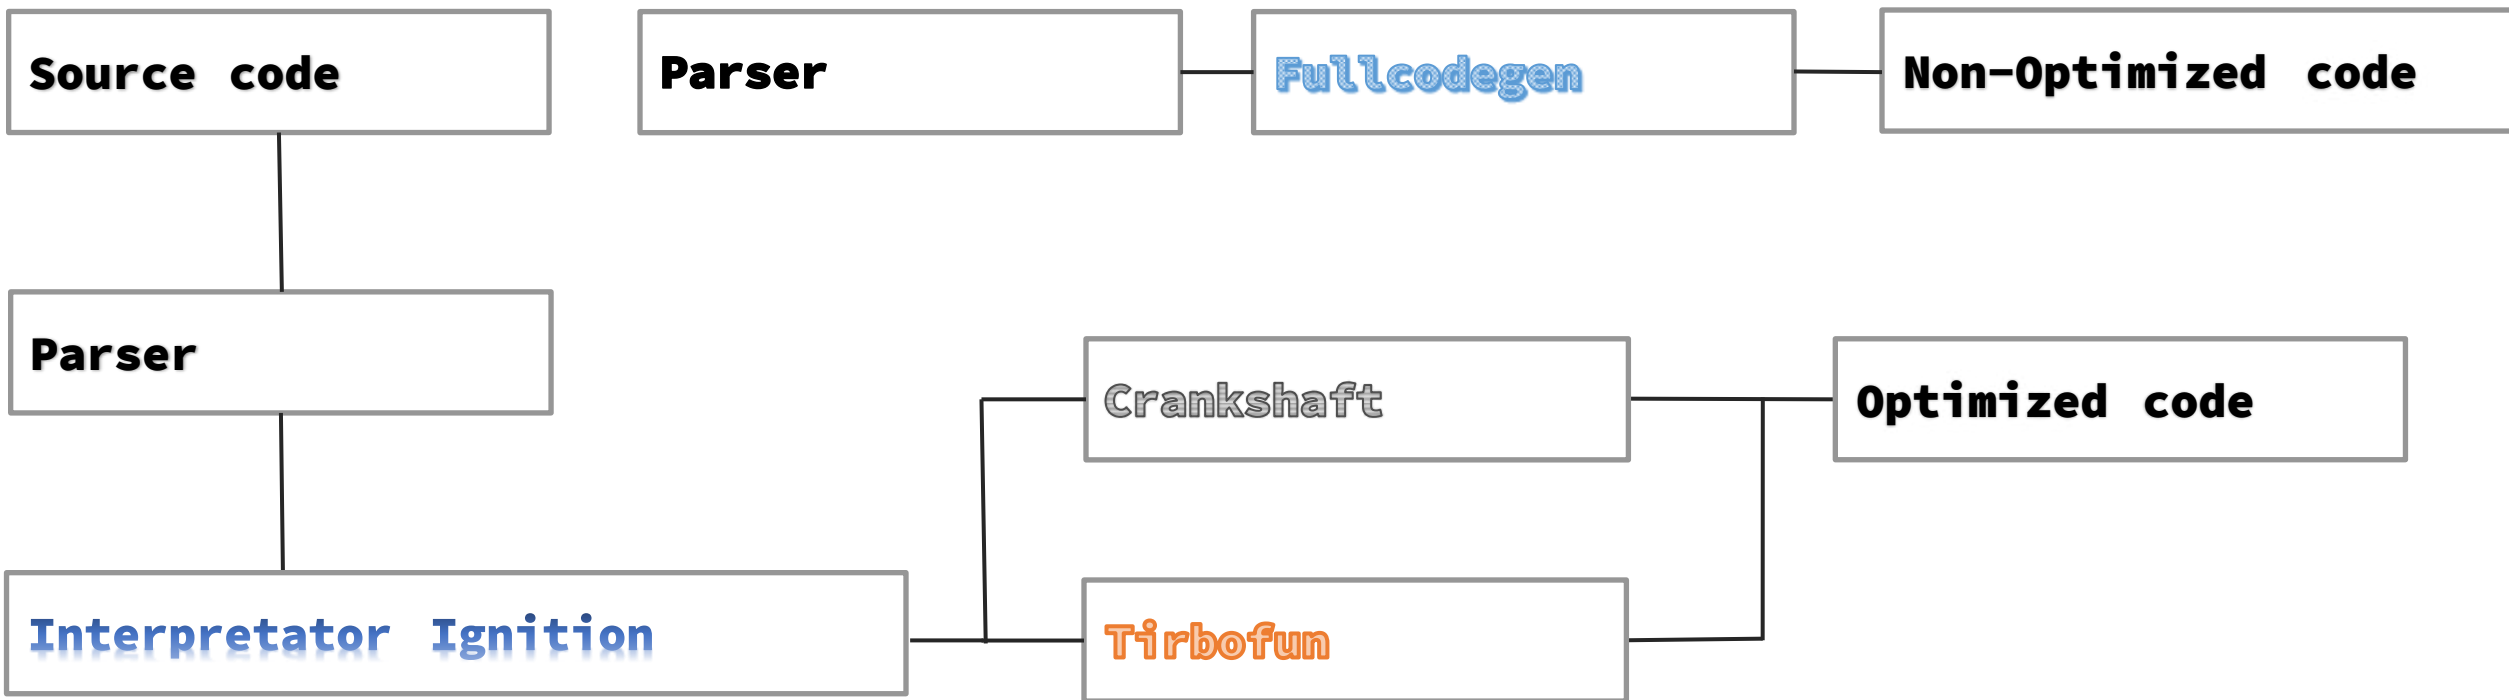 Source code
Parser
Fullcodegen
Non-Optimized code
Parser
Crankshaft
Optimized code
Interpretator Ignition
Tirbofun